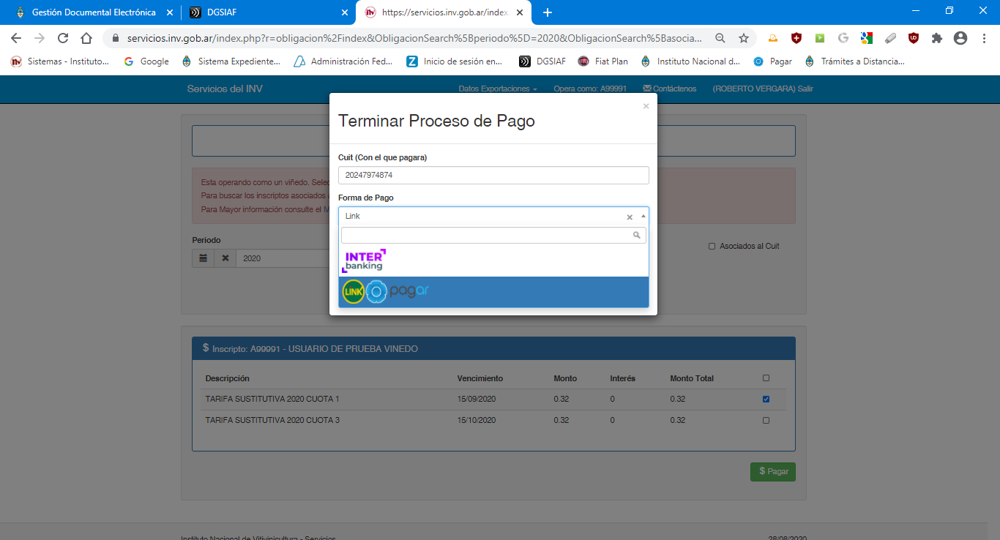 Gestión Documental Electrónica
DGSIAF
https://servicios.inv.gob.ar/index.
servicios.inv.gob.ar/index.php?r=obligacion%2Findex&ObligacionSearch%5Bperiodo%5D=2020&ObligacionSearch%5Basocia...
Sistemas - Instituto...
Google
Sistema Expediente...
Administración Fed...
Inicio de sesión en...
DGSIAF
Fiat Plan
Instituto Nacional d...
Pagar
Trámites a Distancia...
Servicios del INV
Datos Exportaciones
Opera como: A99991
Contáctenos
(ROBERTO VERGARA) Salir
Terminar Proceso de Pago
×
Cuit (Con el que pagara)
20247974874
Forma de Pago
Link
INTER
banking
LINK pagar
Esta operando como un viñedo. Selec
Para buscar los inscriptos asociados
Para Mayor información consulte el M
Periodo
2020
Asociados al Cuit
$ Inscripto: A99991 - USUARIO DE PRUEBA VINEDO
Descripción Vencimiento Monto Interés Monto Total
TARIFA SUSTITUTIVA 2020 CUOTA 1 15/09/2020 0.32 0 0.32
TARIFA SUSTITUTIVA 2020 CUOTA 3 15/10/2020 0.32 0 0.32
$ Pagar
Instituto Nacional de Vitivinicultura - Servicios
28/08/2020